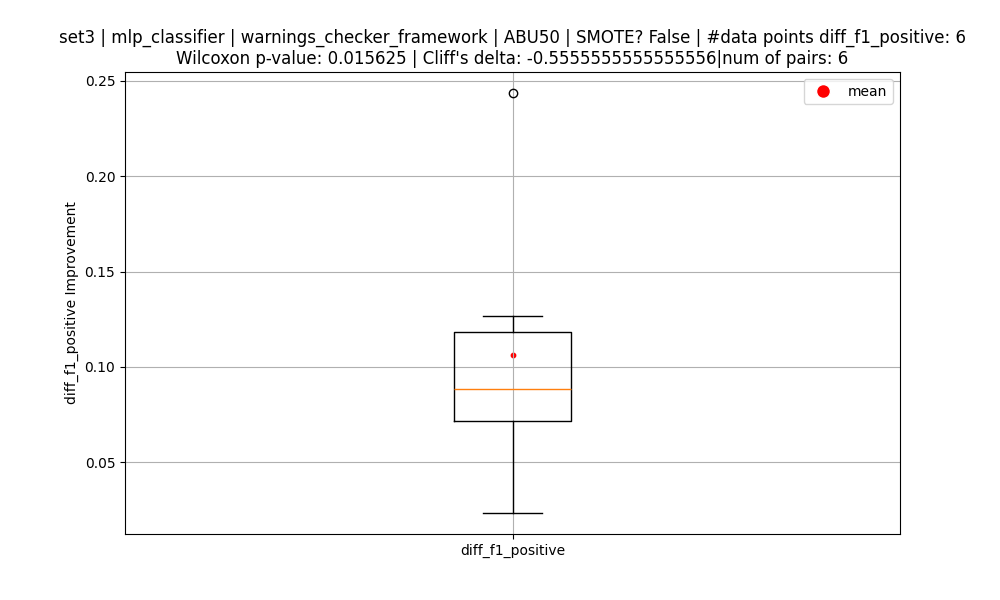 set3 | mlp_classifier | warnings_checker_framework | ABU50 | SMOTE? False | #data points diff_f1_positive: 6
Wilcoxon p-value: 0.015625 | Cliff's delta: -0.5555555555555556|num of pairs: 6
mean
0.25
0.20
0.15
0.10
0.05
diff_f1_positive Improvement
diff_f1_positive